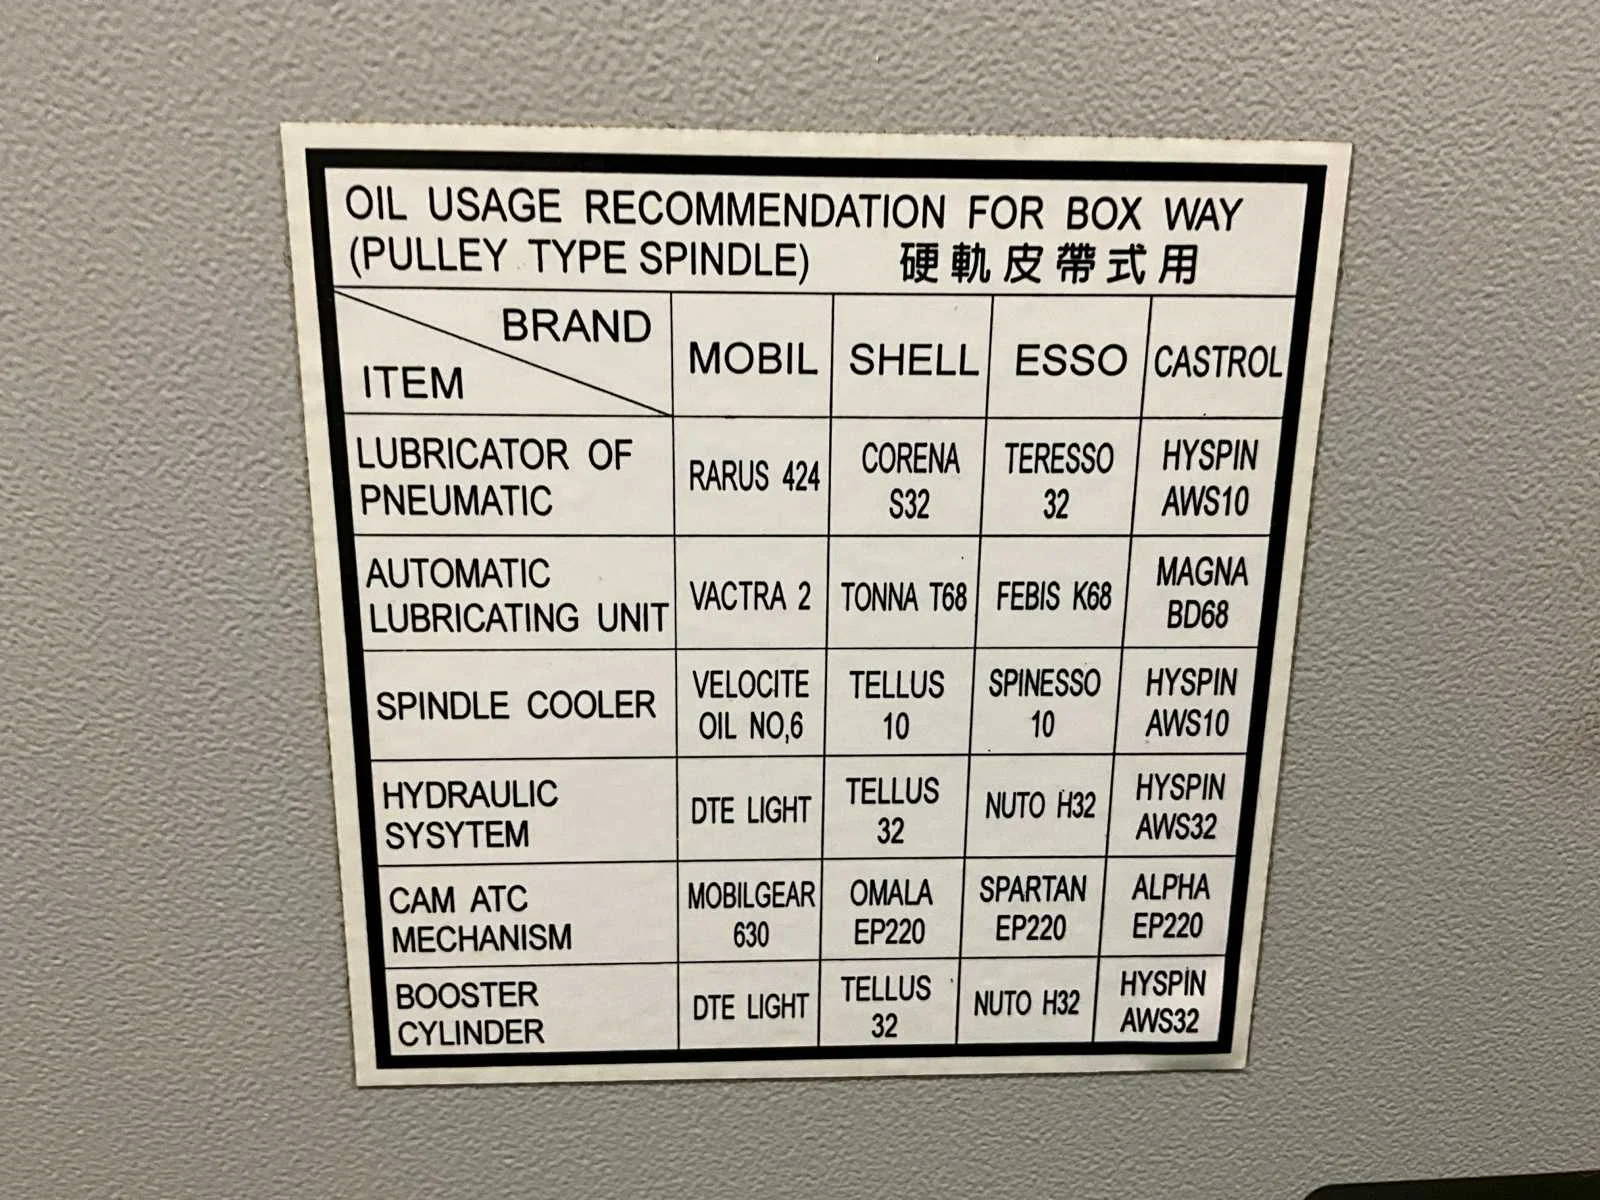 OIL USAGE RECOMMENDATION FOR BOX WAY
(PULLEY TYPE SPINDLE) 硬軌皮帶式用
BRAND
ITEM
MOBIL SHELL ESSO CASTROL
LUBRICATOR OF PNEUMATIC RARUS 424 CORENA S32 TERESSO 32 HYSPIN AWS10
AUTOMATIC LUBRICATING UNIT VACTRA 2 TONNA T68 FEBIS K68 MAGNA BD68
SPINDLE COOLER VELOCITE OIL NO,6 TELLUS 10 SPINESSO 10 HYSPIN AWS10
HYDRAULIC SYSYTEM DTE LIGHT TELLUS 32 NUTO H32 HYSPIN AWS32
CAM ATC MECHANISM MOBILGEAR 630 OMALA EP220 SPARTAN EP220 ALPHA EP220
BOOSTER CYLINDER DTE LIGHT TELLUS 32 NUTO H32 HYSPIN AWS32